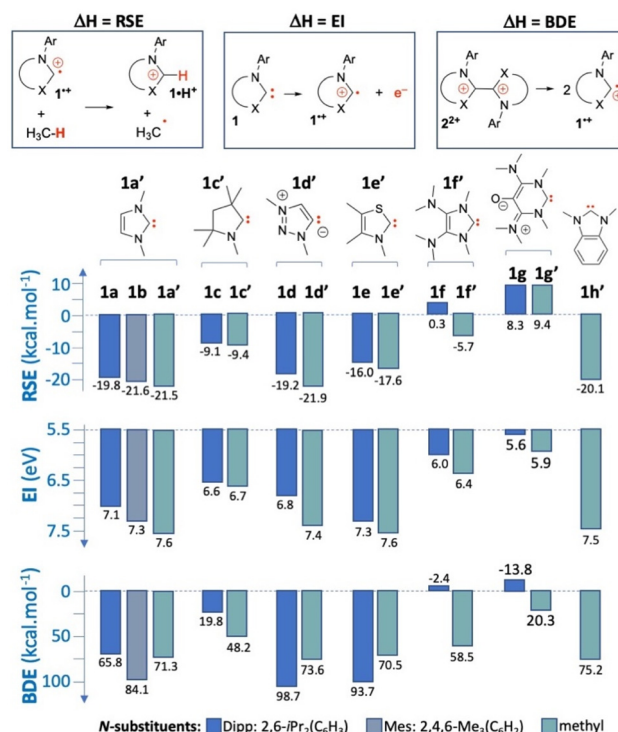 ΔH = RSE ΔH = EI ΔH = BDE
N Ar N Ar N Ar N Ar N Ar X N Ar
X 1•+ X H 1•H+ X 1 X 1•+ + e− X N Ar 2²⁺ 2 X 1•+
+ +
H₃C-H H₃C•
1a’ 1c’ 1d’ 1e’ 1f’
RSE (kcal.mol⁻¹)
10
0
-10
-20
1a 1b 1a’ 1c 1c’ 1d 1d’ 1e 1e’ 1f 1f’ 1g 1g’ 1h’
-19.8 -21.6 -21.5 -9.1 -9.4 -19.2 -21.9 -16.0 -17.6 0.3 -5.7 8.3 9.4 -20.1
EI (eV)
5.5
6.5
7.5
7.1 7.3 7.6 6.6 6.7 6.8 7.4 7.3 7.6 6.0 6.4 5.6 5.9 7.5
BDE (kcal.mol⁻¹)
0
50
100
65.8 84.1 71.3 19.8 48.2 98.7 73.6 93.7 70.5 -2.4 58.5 -13.8 20.3 75.2
N-substituents: Dipp: 2,6-iPr₂(C₆H₃) Mes: 2,4,6-Me₃(C₆H₂) methyl